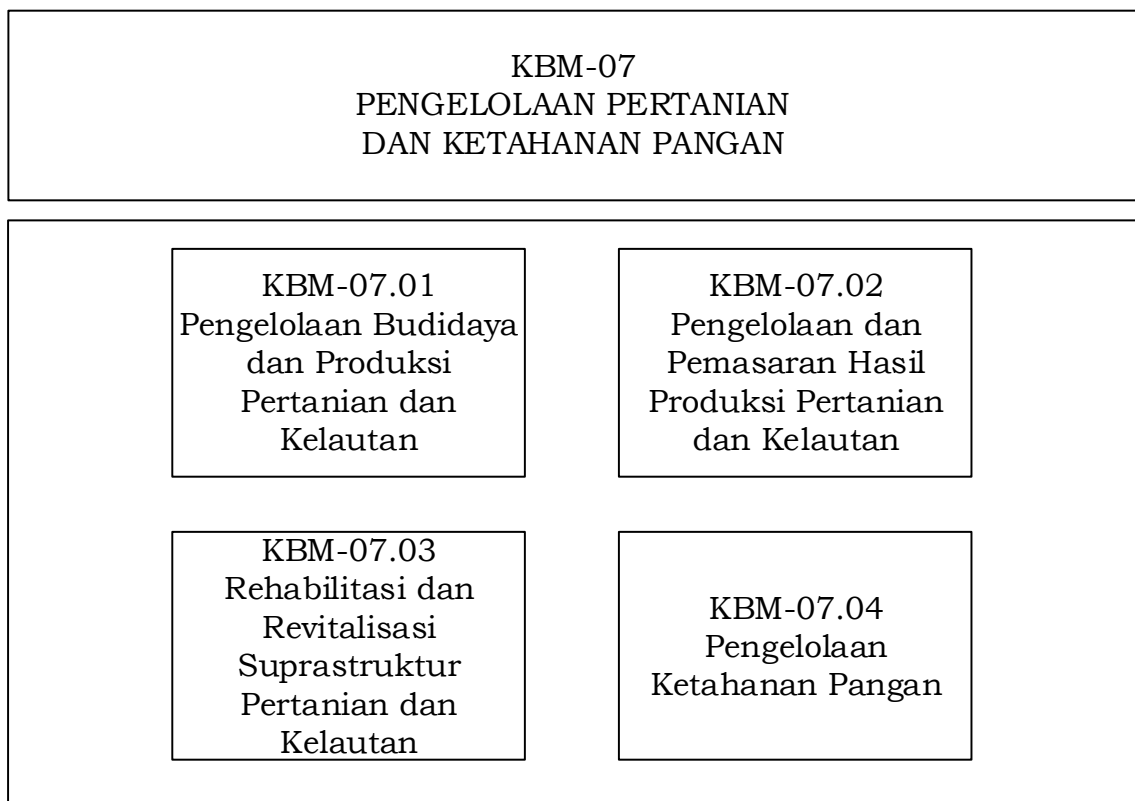 KBM-07
PENGELOLAAN PERTANIAN
DAN KETAHANAN PANGAN
KBM-07.01
Pengelolaan Budidaya
dan Produksi
Pertanian dan
Kelautan
KBM-07.02
Pengelolaan dan
Pemasaran Hasil
Produksi Pertanian
dan Kelautan
KBM-07.03
Rehabilitasi dan
Revitalisasi
Suprastruktur
Pertanian dan
Kelautan
KBM-07.04
Pengelolaan
Ketahanan Pangan